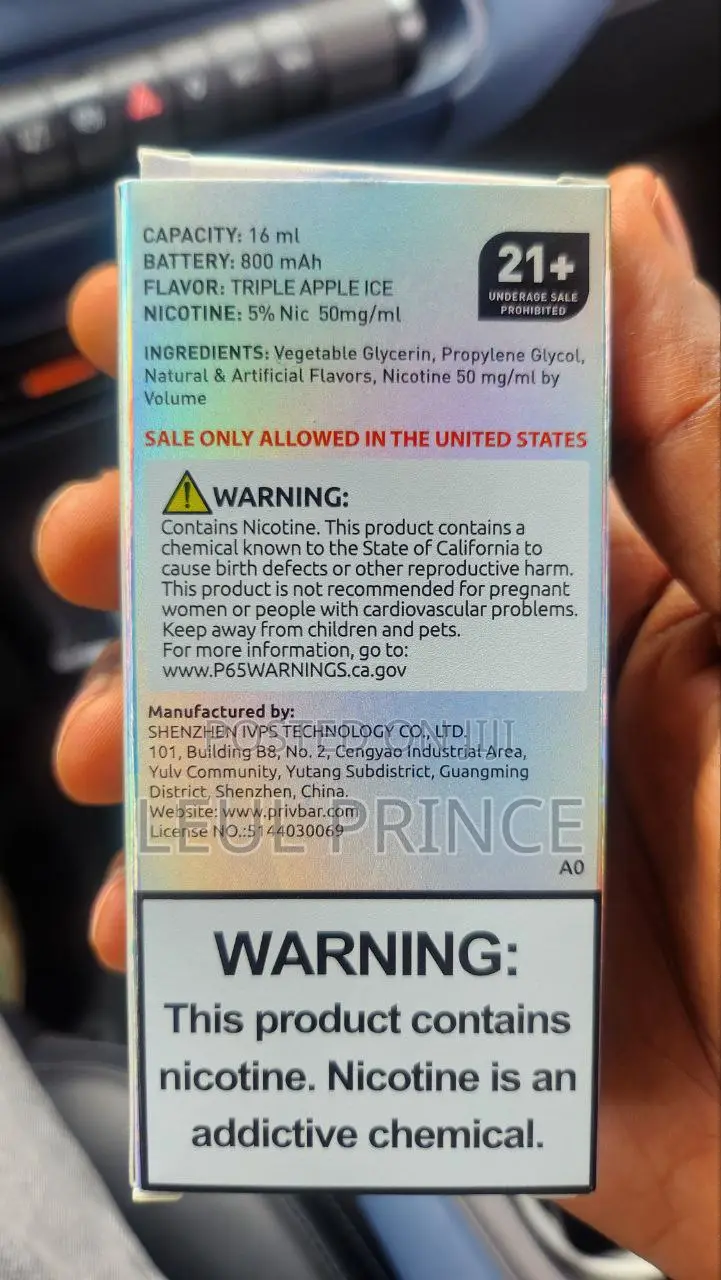 CAPACITY: 16 ml
BATTERY: 800 mAh
FLAVOR: TRIPLE APPLE ICE
NICOTINE: 5% Nic 50mg/ml
21+
UNDERAGE SALE
PROHIBITED
INGREDIENTS: Vegetable Glycerin, Propylene Glycol,
Natural & Artificial Flavors, Nicotine 50 mg/ml by
Volume
SALE ONLY ALLOWED IN THE UNITED STATES
WARNING:
Contains Nicotine. This product contains a
chemical known to the State of California to
cause birth defects or other reproductive harm.
This product is not recommended for pregnant
women or people with cardiovascular problems.
Keep away from children and pets.
For more information, go to:
www.P65WARNINGS.ca.gov
Manufactured by:
SHENZHEN IVPS TECHNOLOGY CO., LTD.
POSTED ON JIJI
101, Building B8, No. 2, Cengyao Industrial Area,
Yulv Community, Yutang Subdistrict, Guangming
District, Shenzhen, China.
Website: www.privbar.com
LEUL PRINCE
License NO.:5144030069
A0
WARNING:
This product contains
nicotine. Nicotine is an
addictive chemical.